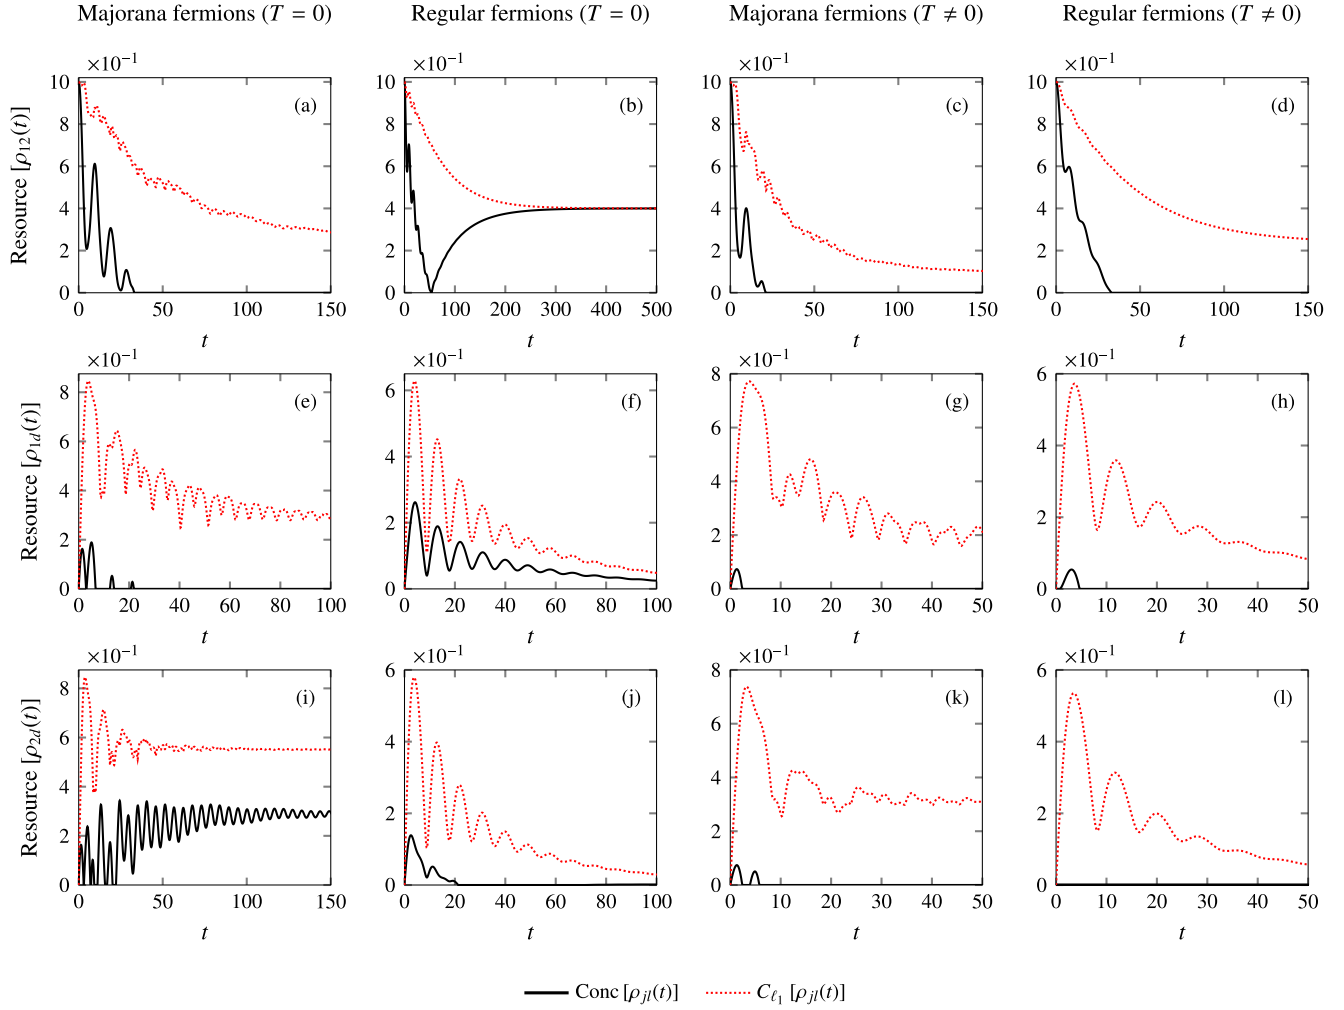 Majorana fermions (T = 0) Regular fermions (T = 0) Majorana fermions (T ≠ 0) Regular fermions (T ≠ 0)
×10⁻¹ ×10⁻¹ ×10⁻¹ ×10⁻¹
Resource [ρ₁₂(t)]
10 8 6 4 2 0 (a) 0 50 100 150 t
10 8 6 4 2 0 (b) 0 100 200 300 400 500 t
10 8 6 4 2 0 (c) 0 50 100 150 t
10 8 6 4 2 0 (d) 0 50 100 150 t
×10⁻¹ ×10⁻¹ ×10⁻¹ ×10⁻¹
Resource [ρ₁d(t)]
8 6 4 2 0 (e) 0 20 40 60 80 100 t
6 4 2 0 (f) 0 20 40 60 80 100 t
8 6 4 2 0 (g) 0 10 20 30 40 50 t
6 4 2 0 (h) 0 10 20 30 40 50 t
×10⁻¹ ×10⁻¹ ×10⁻¹ ×10⁻¹
Resource [ρ₂d(t)]
8 6 4 2 0 (i) 0 50 100 150 t
6 4 2 0 (j) 0 20 40 60 80 100 t
8 6 4 2 0 (k) 0 10 20 30 40 50 t
6 4 2 0 (l) 0 10 20 30 40 50 t
Conc [ρjl(t)] Cℓ₁ [ρjl(t)]